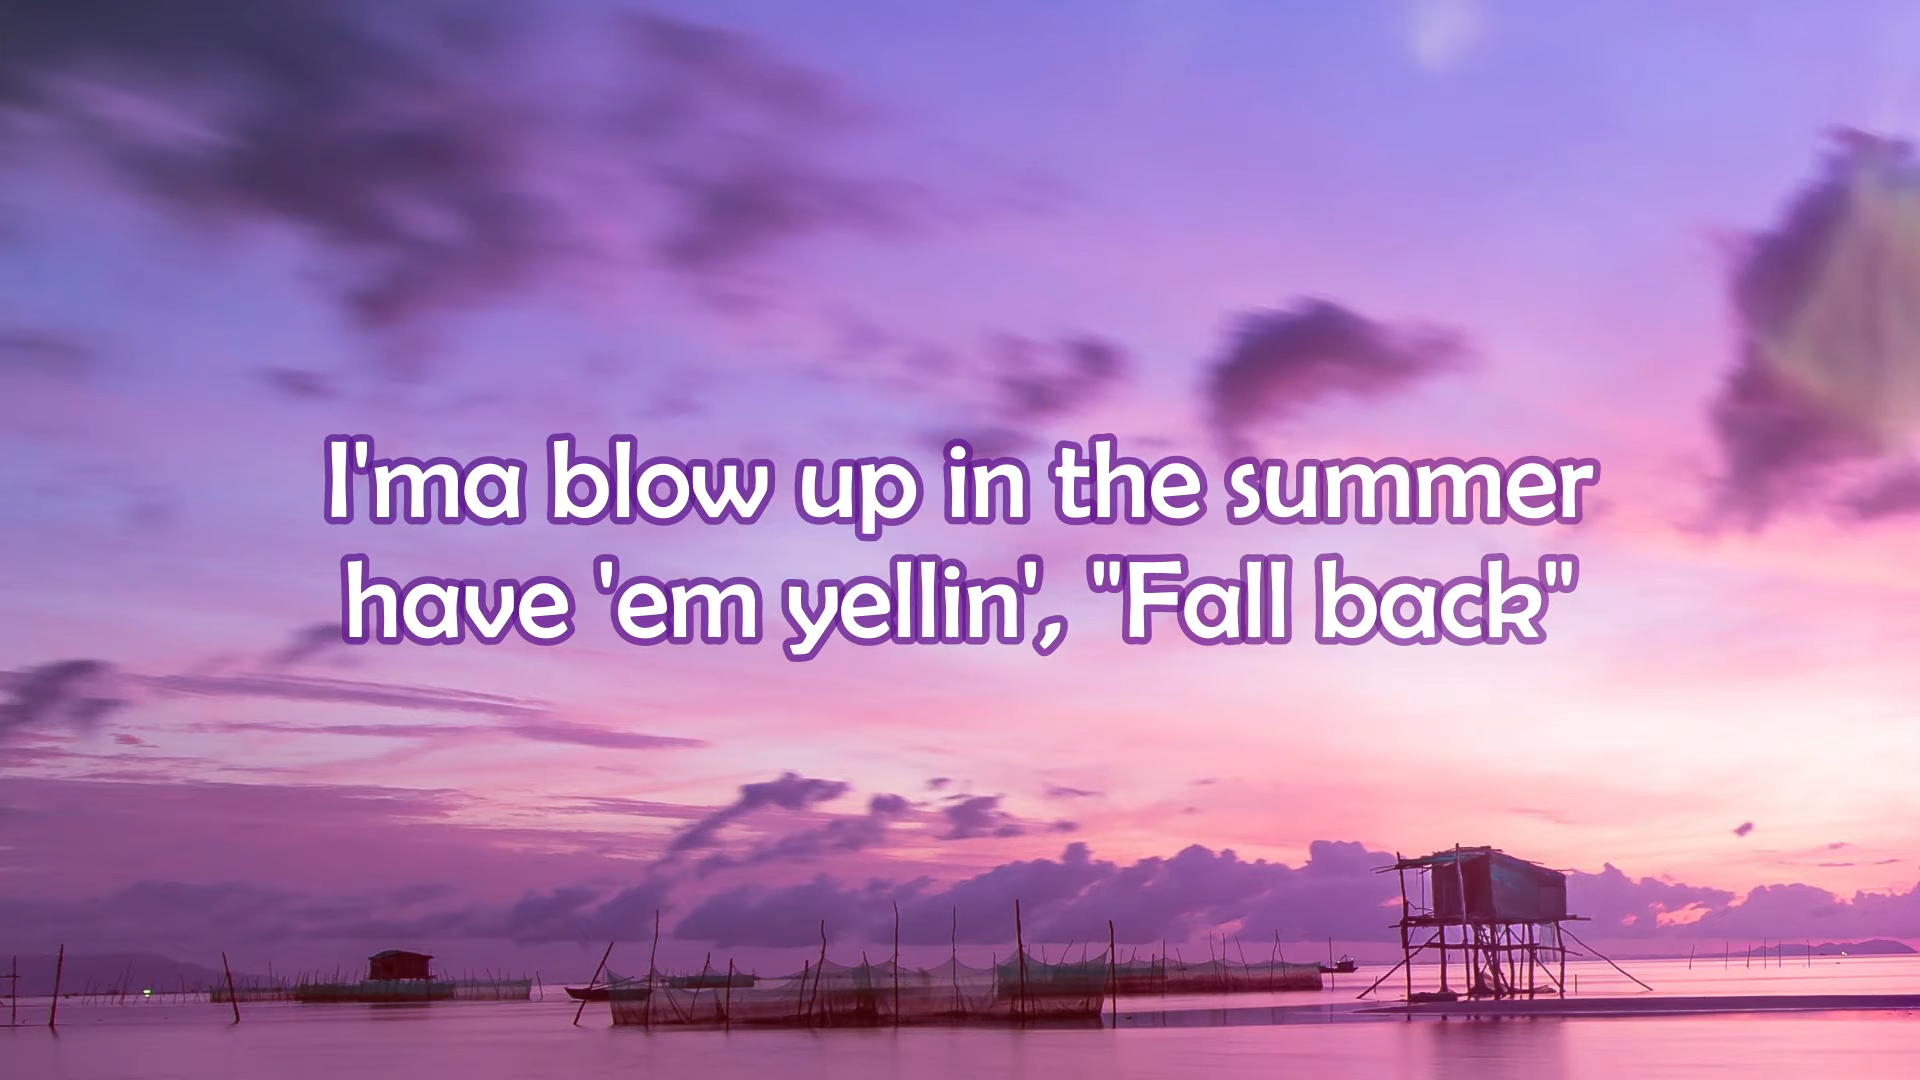 I'ma blow up in the summer
have 'em yellin', "Fall back"